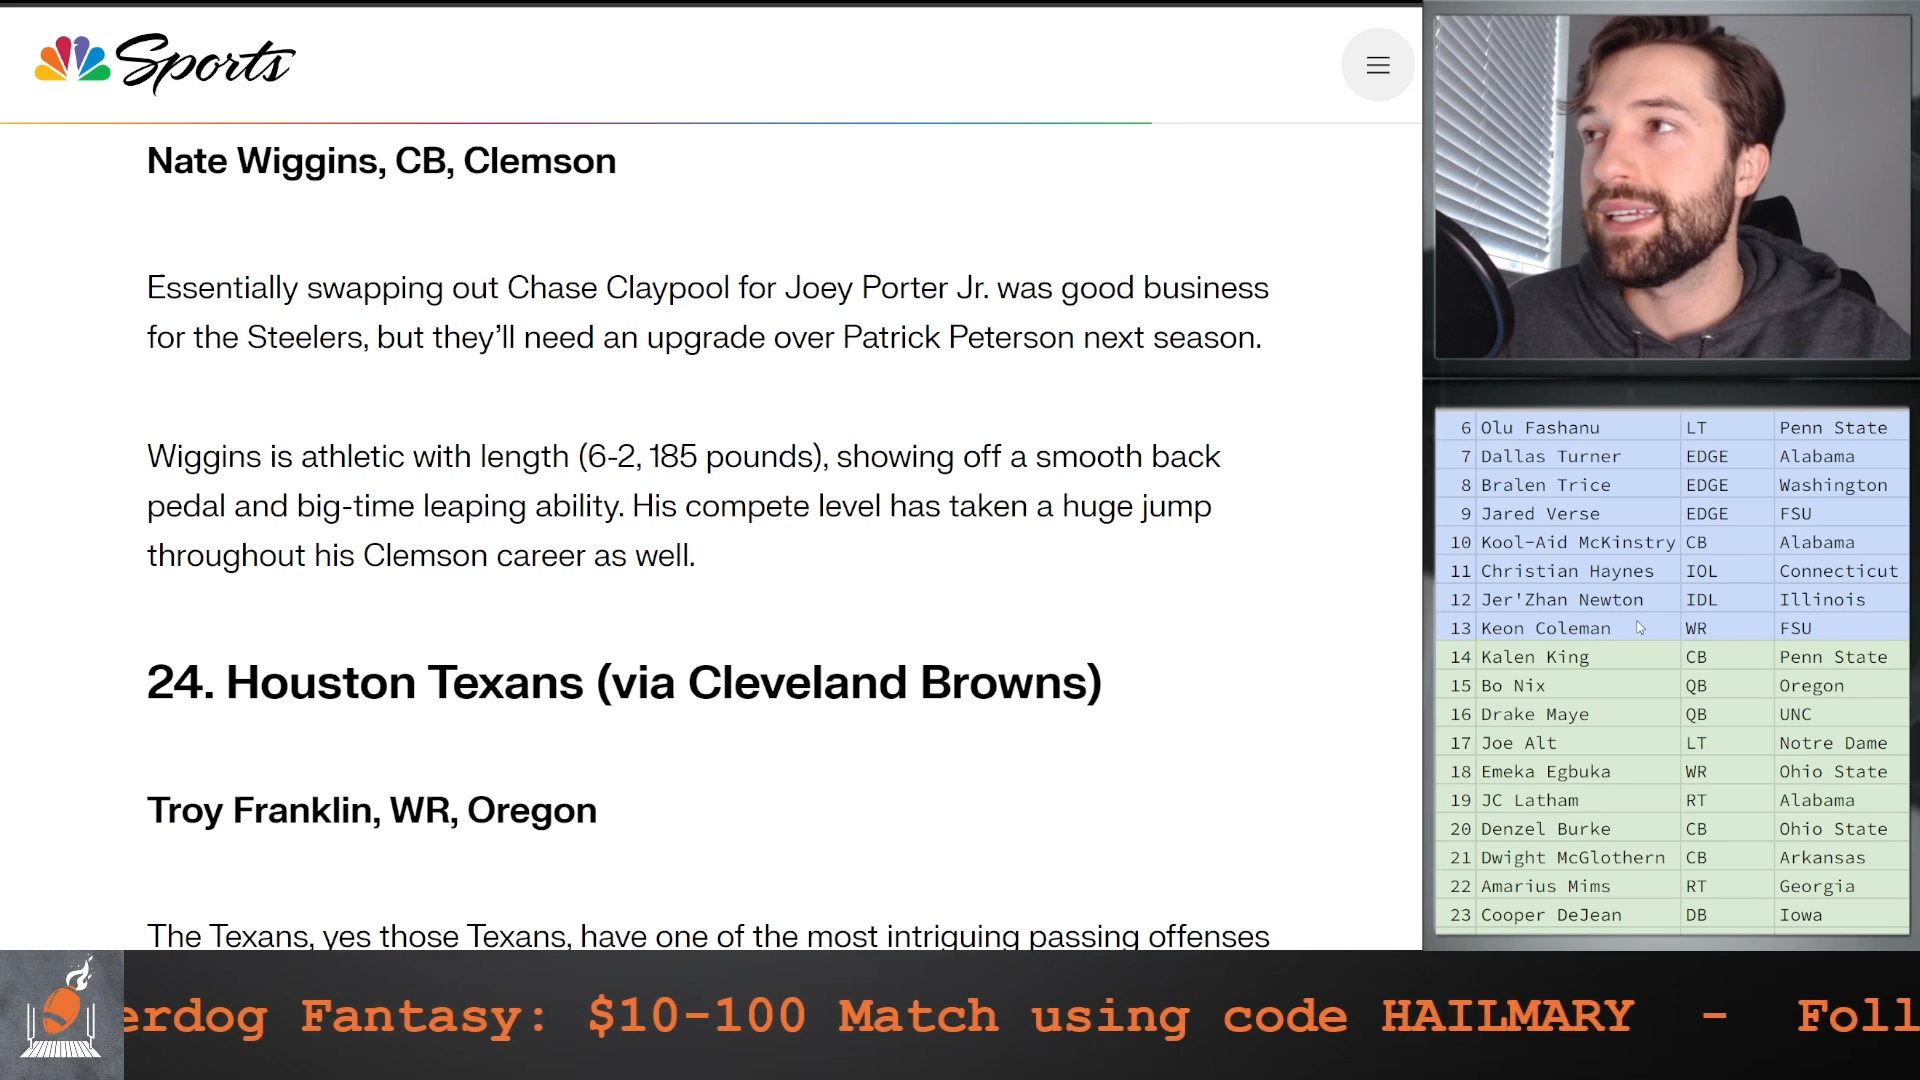 Sports
Nate Wiggins, CB, Clemson
Essentially swapping out Chase Claypool for Joey Porter Jr. was good business
for the Steelers, but they’ll need an upgrade over Patrick Peterson next season.
Wiggins is athletic with length (6-2, 185 pounds), showing off a smooth back
pedal and big-time leaping ability. His compete level has taken a huge jump
throughout his Clemson career as well.
24. Houston Texans (via Cleveland Browns)
Troy Franklin, WR, Oregon
The Texans, yes those Texans, have one of the most intriguing passing offenses
6 Olu Fashanu LT Penn State
7 Dallas Turner EDGE Alabama
8 Bralen Trice EDGE Washington
9 Jared Verse EDGE FSU
10 Kool-Aid McKinstry CB Alabama
11 Christian Haynes IOL Connecticut
12 Jer'Zhan Newton IDL Illinois
13 Keon Coleman WR FSU
14 Kalen King CB Penn State
15 Bo Nix QB Oregon
16 Drake Maye QB UNC
17 Joe Alt LT Notre Dame
18 Emeka Egbuka WR Ohio State
19 JC Latham RT Alabama
20 Denzel Burke CB Ohio State
21 Dwight McGlothern CB Arkansas
22 Amarius Mims RT Georgia
23 Cooper DeJean DB Iowa
erdog Fantasy: $10-100 Match using code HAILMARY - Foll